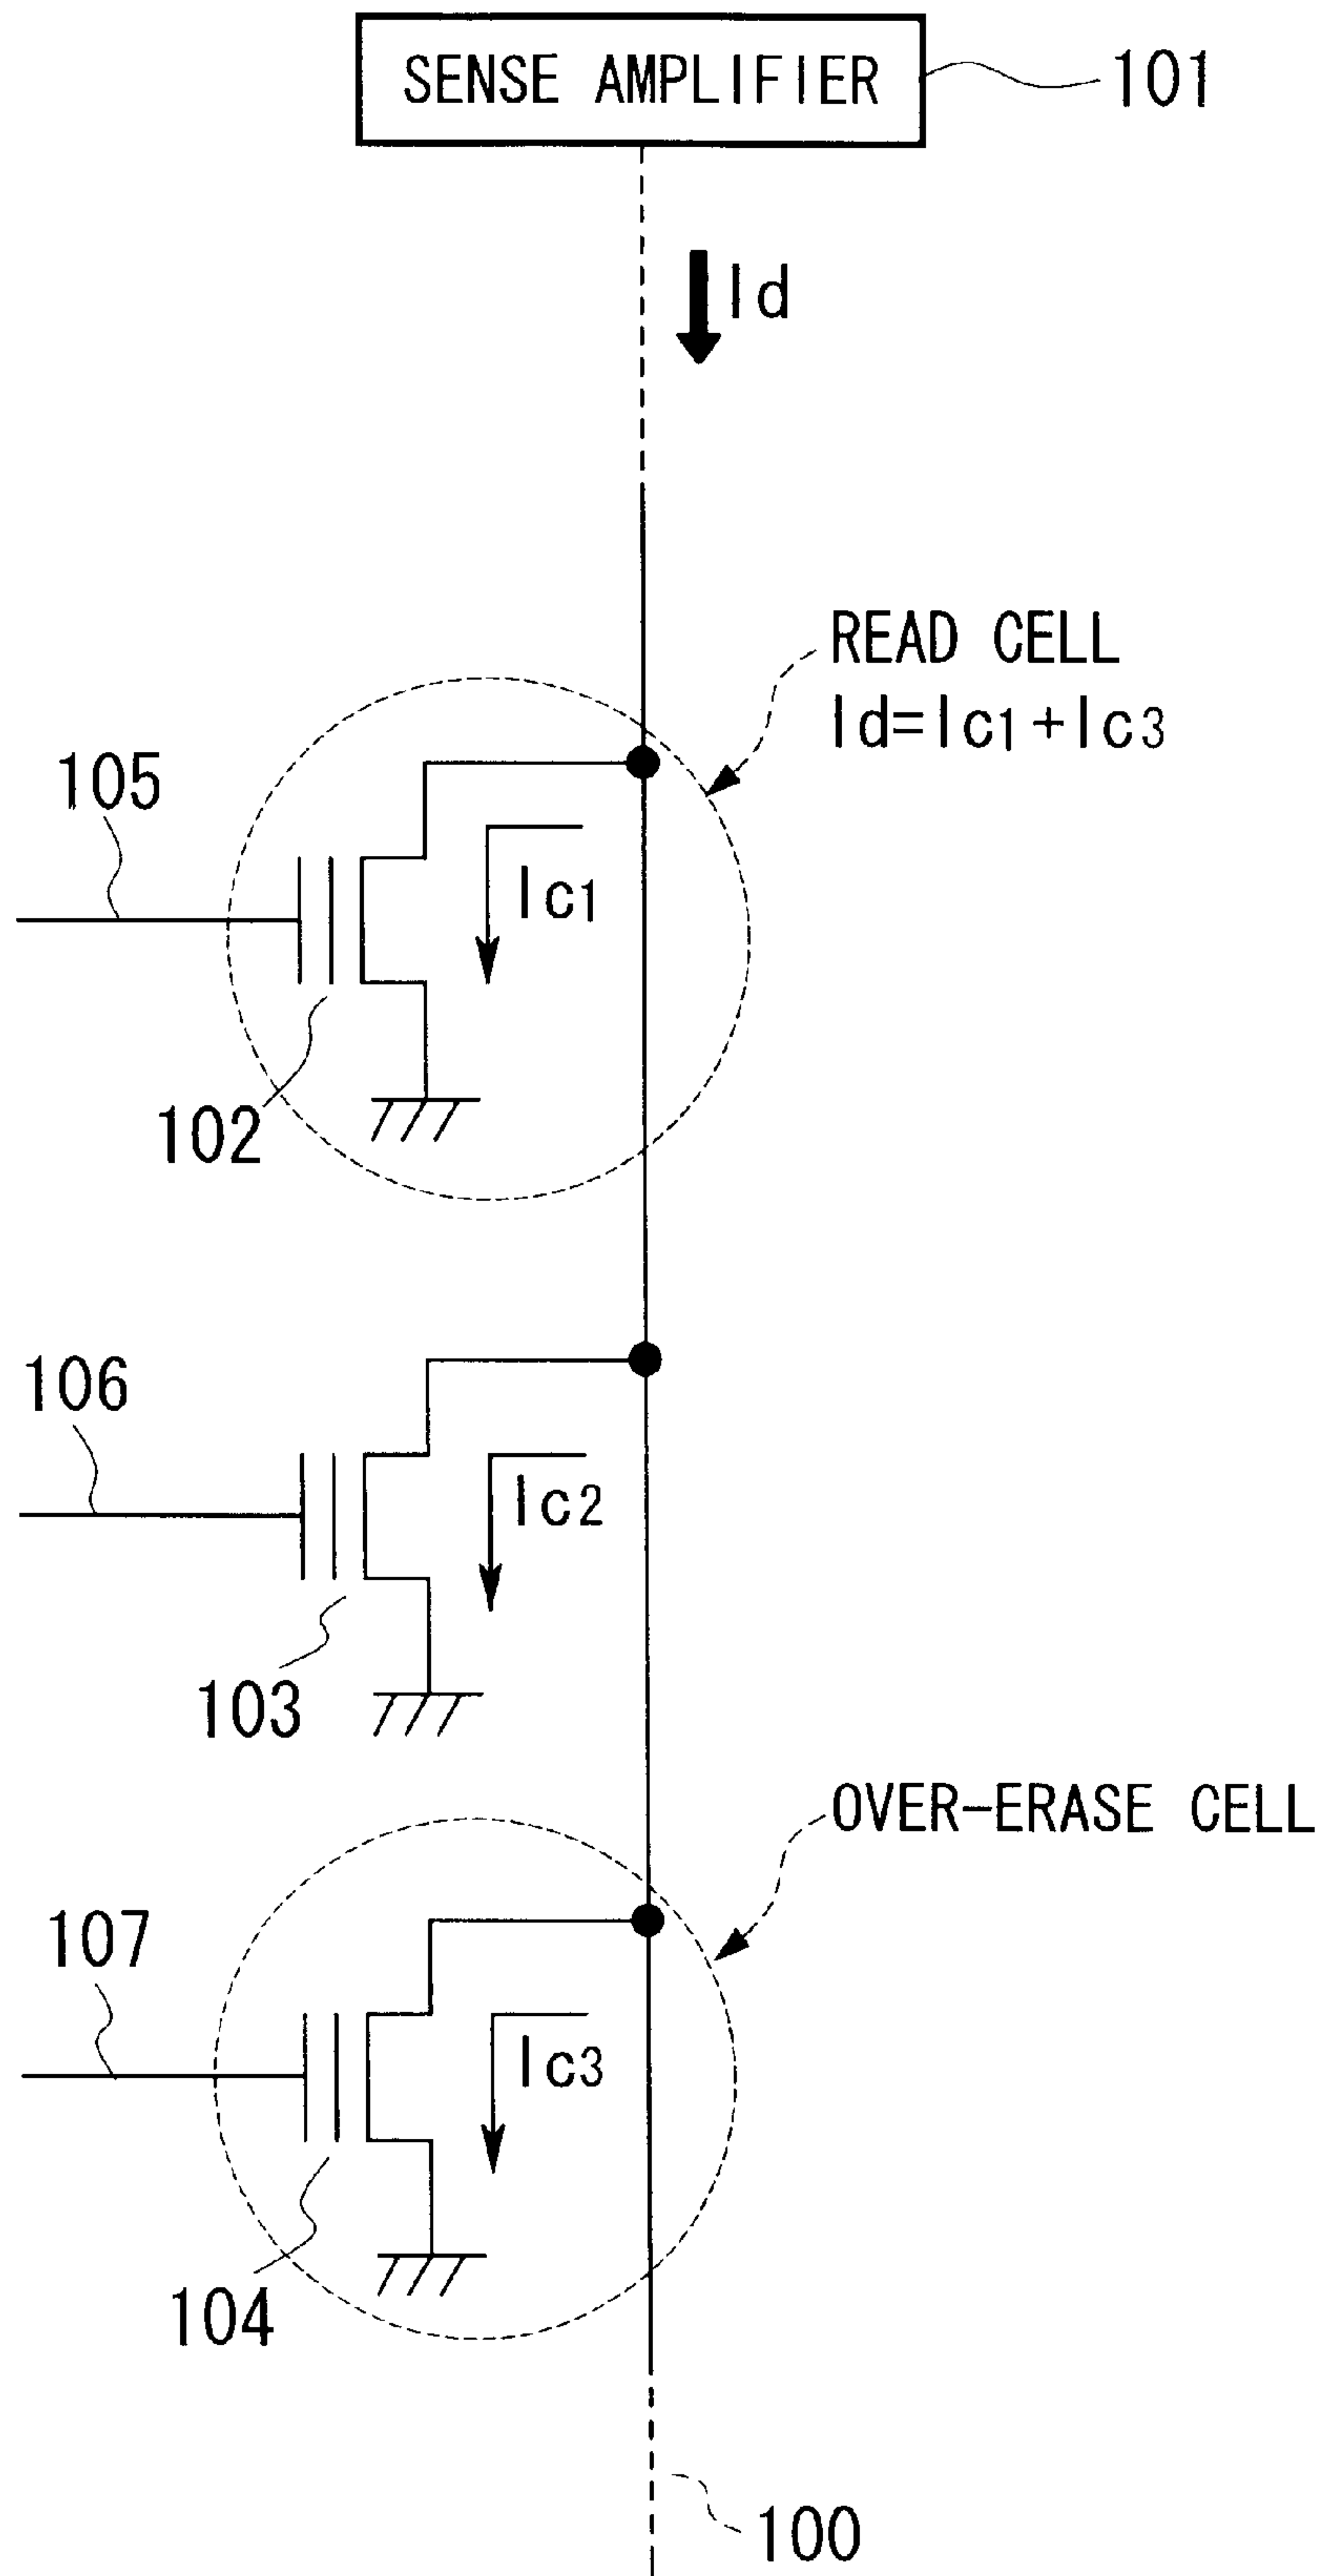 SENSE AMPLIFIER
101
Id
READ CELL
Id=Ic1+Ic3
105
Ic1
102
106
Ic2
103
OVER-ERASE CELL
107
Ic3
104
100